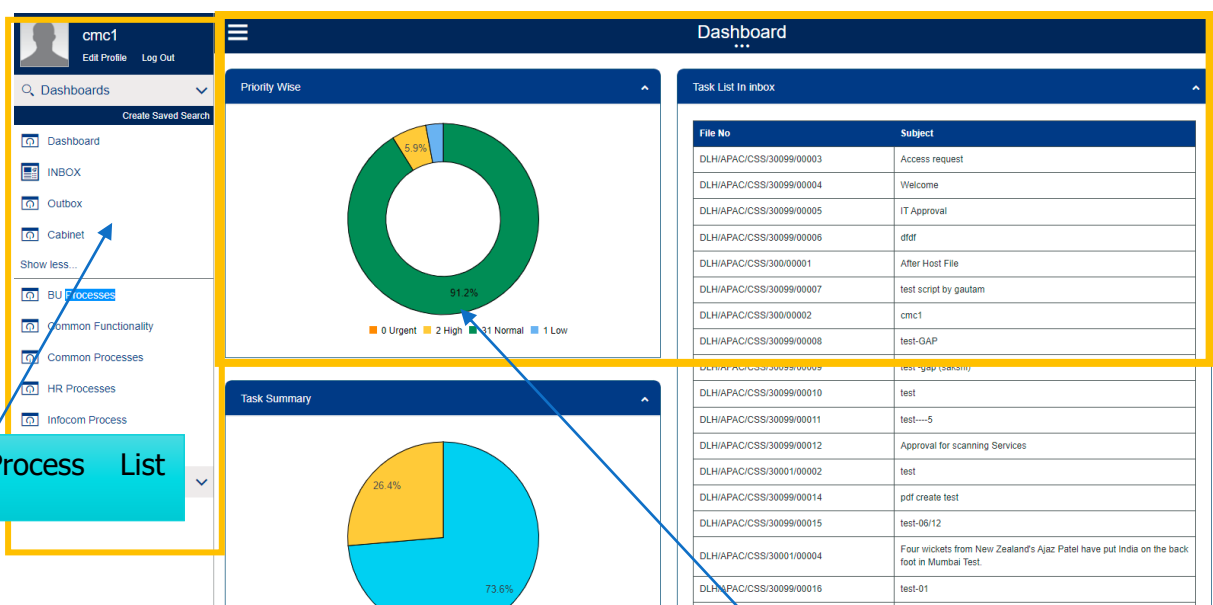 cmc1
Edit Profile Log Out
Dashboards
Create Saved Search
Dashboard
INBOX
Outbox
Cabinet
Show less...
BU Processes
Common Functionality
Common Processes
HR Processes
Infocom Process
Process List
Dashboard
Priority Wise
5.9%
91.2%
0 Urgent 2 High 31 Normal 1 Low
Task Summary
26.4%
73.6%
Task List In inbox
File No Subject
DLH/APAC/CSS/30099/00003 Access request
DLH/APAC/CSS/30099/00004 Welcome
DLH/APAC/CSS/30099/00005 IT Approval
DLH/APAC/CSS/30099/00006 dfdf
DLH/APAC/CSS/300/00001 After Host File
DLH/APAC/CSS/30099/00007 test script by gautam
DLH/APAC/CSS/300/00002 cmc1
DLH/APAC/CSS/30099/00008 test-GAP
DLH/APAC/CSS/30099/00009 test -gap (sakshi)
DLH/APAC/CSS/30099/00010 test
DLH/APAC/CSS/30099/00011 test----5
DLH/APAC/CSS/30099/00012 Approval for scanning Services
DLH/APAC/CSS/30001/00002 test
DLH/APAC/CSS/30099/00014 pdf create test
DLH/APAC/CSS/30099/00015 test-06/12
DLH/APAC/CSS/30001/00004 Four wickets from New Zealand's Ajaz Patel have put India on the back
foot in Mumbai Test.
DLH/APAC/CSS/30099/00016 test-01